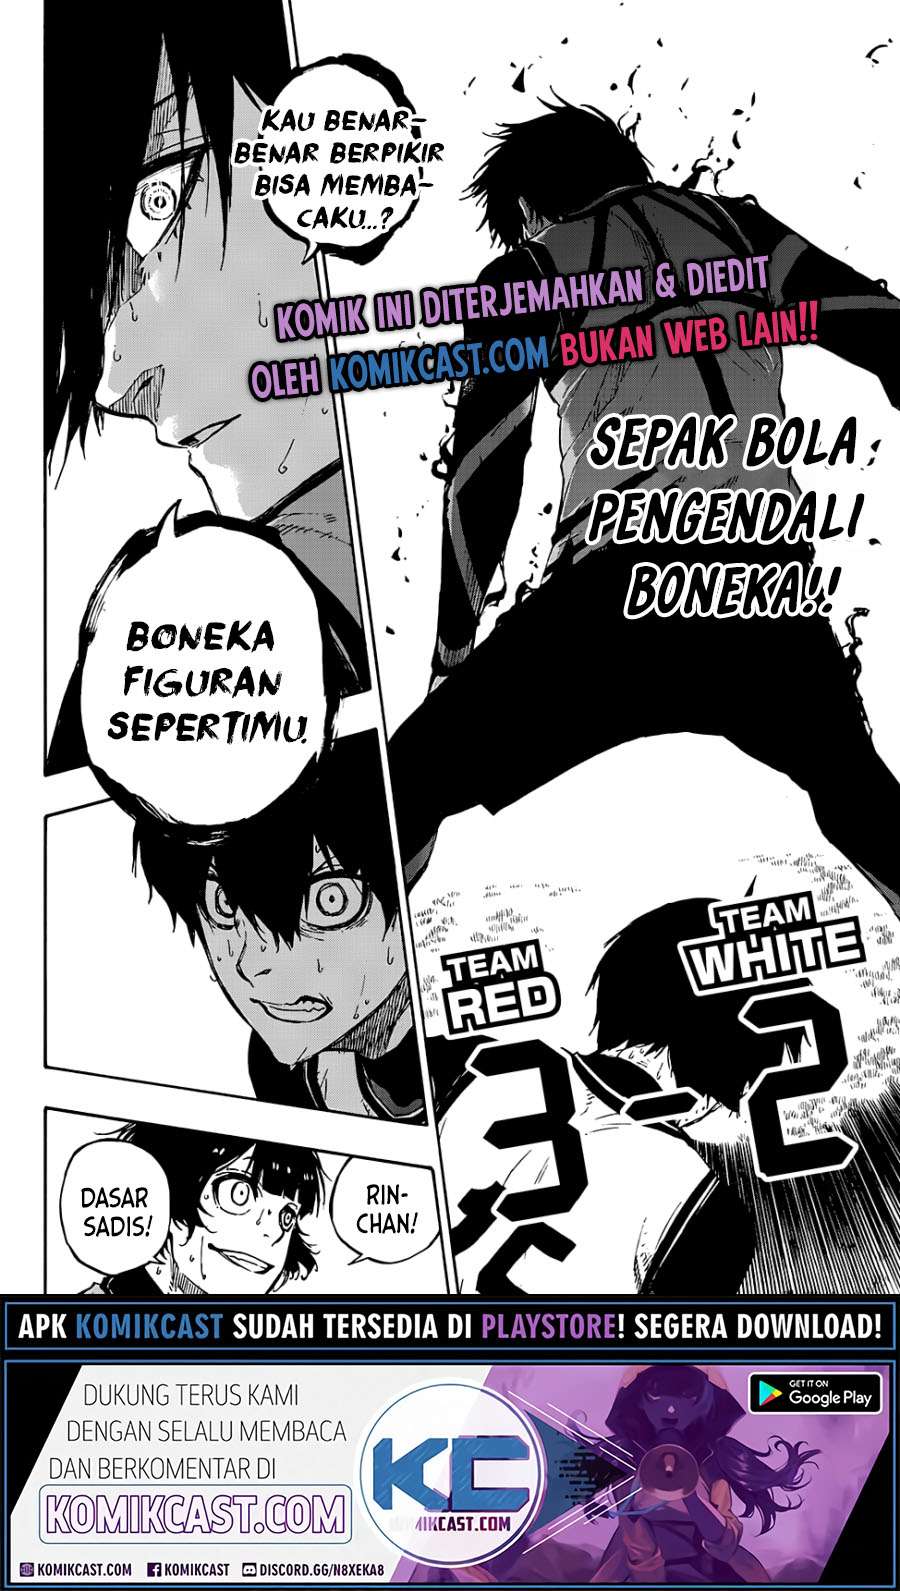 KAU BENAR-
BENAR BERPIKIR
BISA MEMBA-
CAKU...?
KOMIK INI DITERJEMAHKAN & DIEDIT
OLEH KOMIKCAST.COM BUKAN WEB LAIN!!
SEPAK BOLA
PENGENDALI
BONEKA!!
BONEKA
FIGURAN
SEPERTIMU.
TEAM
WHITE
TEAM
RED
3-2
RIN-
CHAN!
DASAR
SADIS!
APK KOMIKCAST SUDAH TERSEDIA DI PLAYSTORE! SEGERA DOWNLOAD!
DUKUNG TERUS KAMI
DENGAN SELALU MEMBACA
DAN BERKOMENTAR DI
KOMIKCAST.COM
KC
KOMIKCAST.COM
GET IT ON
Google Play
KOMIKCAST.COM
KOMIKCAST
DISCORD.GG/N8XEKA8